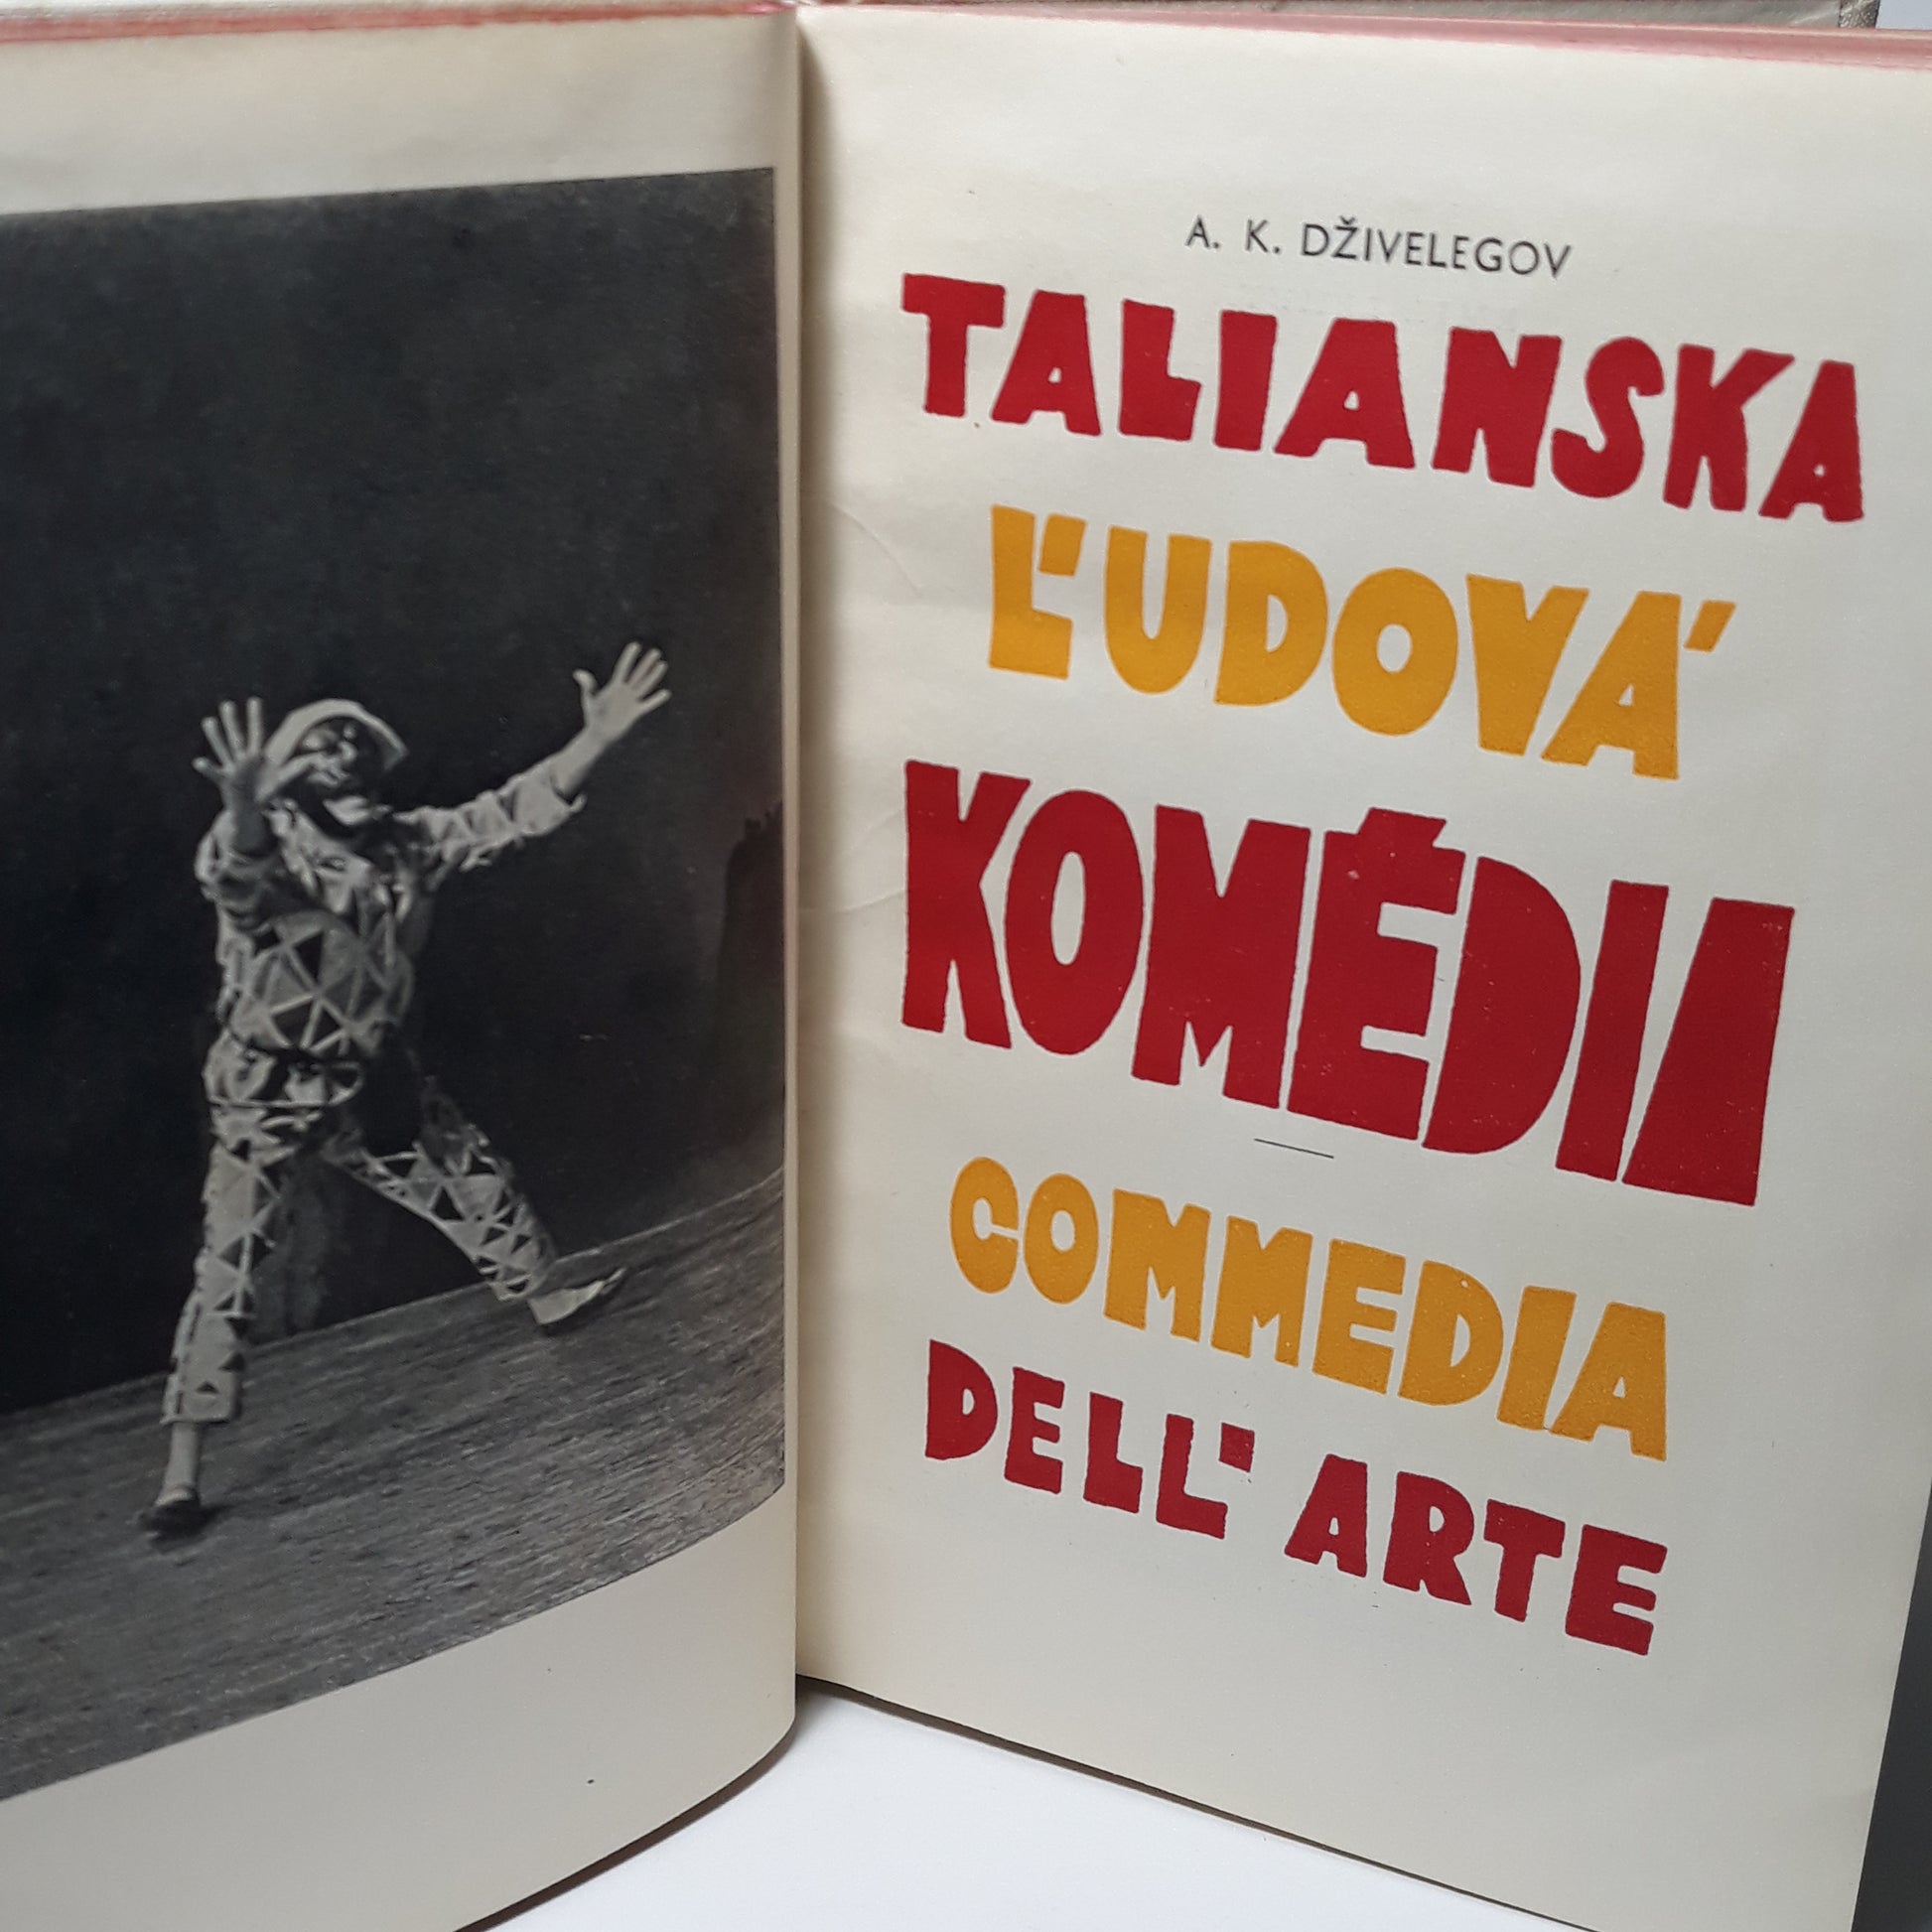 A. K. DŽIVELEGOV
TALIANSKA
ĽUDOVÁ
KOMÉDIA
COMMEDIA
DELL' ARTE